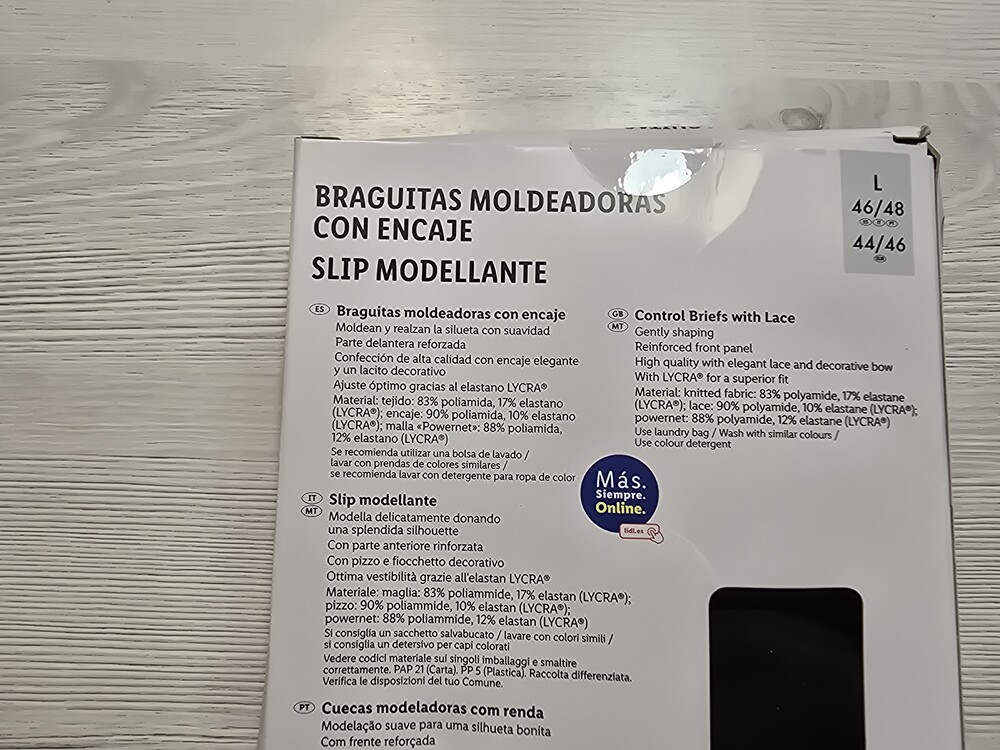 BRAGUITAS MOLDEADORAS
CON ENCAJE
SLIP MODELLANTE
L
46/48
ES IT PT
44/46
ES Braguitas moldeadoras con encaje
Moldean y realzan la silueta con suavidad
Parte delantera reforzada
Confección de alta calidad con encaje elegante
y un lacito decorativo
Ajuste óptimo gracias al elastano LYCRA®
Material: tejido: 83% poliamida, 17% elastano
(LYCRA®); encaje: 90% poliamida, 10% elastano
(LYCRA®); malla «Powernet»: 88% poliamida,
12% elastano (LYCRA®)
Se recomienda utilizar una bolsa de lavado /
lavar con prendas de colores similares /
se recomienda lavar con detergente para ropa de color
GB MT Control Briefs with Lace
Gently shaping
Reinforced front panel
High quality with elegant lace and decorative bow
With LYCRA® for a superior fit
Material: knitted fabric: 83% polyamide, 17% elastane
(LYCRA®); lace: 90% polyamide, 10% elastane (LYCRA®);
powernet: 88% polyamide, 12% elastane (LYCRA®)
Use laundry bag / Wash with similar colours /
Use colour detergent
Más.
Siempre.
Online.
lidl.es
IT MT Slip modellante
Modella delicatamente donando
una splendida silhouette
Con parte anteriore rinforzata
Con pizzo e fiocchetto decorativo
Ottima vestibilità grazie all'elastan LYCRA®
Materiale: maglia: 83% poliammide, 17% elastan (LYCRA®);
pizzo: 90% poliammide, 10% elastan (LYCRA®);
powernet: 88% poliammide, 12% elastan (LYCRA®)
Si consiglia un sacchetto salvabucato / lavare con colori simili /
si consiglia un detersivo per capi colorati
Vedere codici materiale sui singoli imballaggi e smaltire
correttamente. PAP 21 (Carta). PP 5 (Plastica). Raccolta differenziata.
Verifica le disposizioni del tuo Comune.
PT Cuecas modeladoras com renda
Modelação suave para uma silhueta bonita
Com frente reforçada